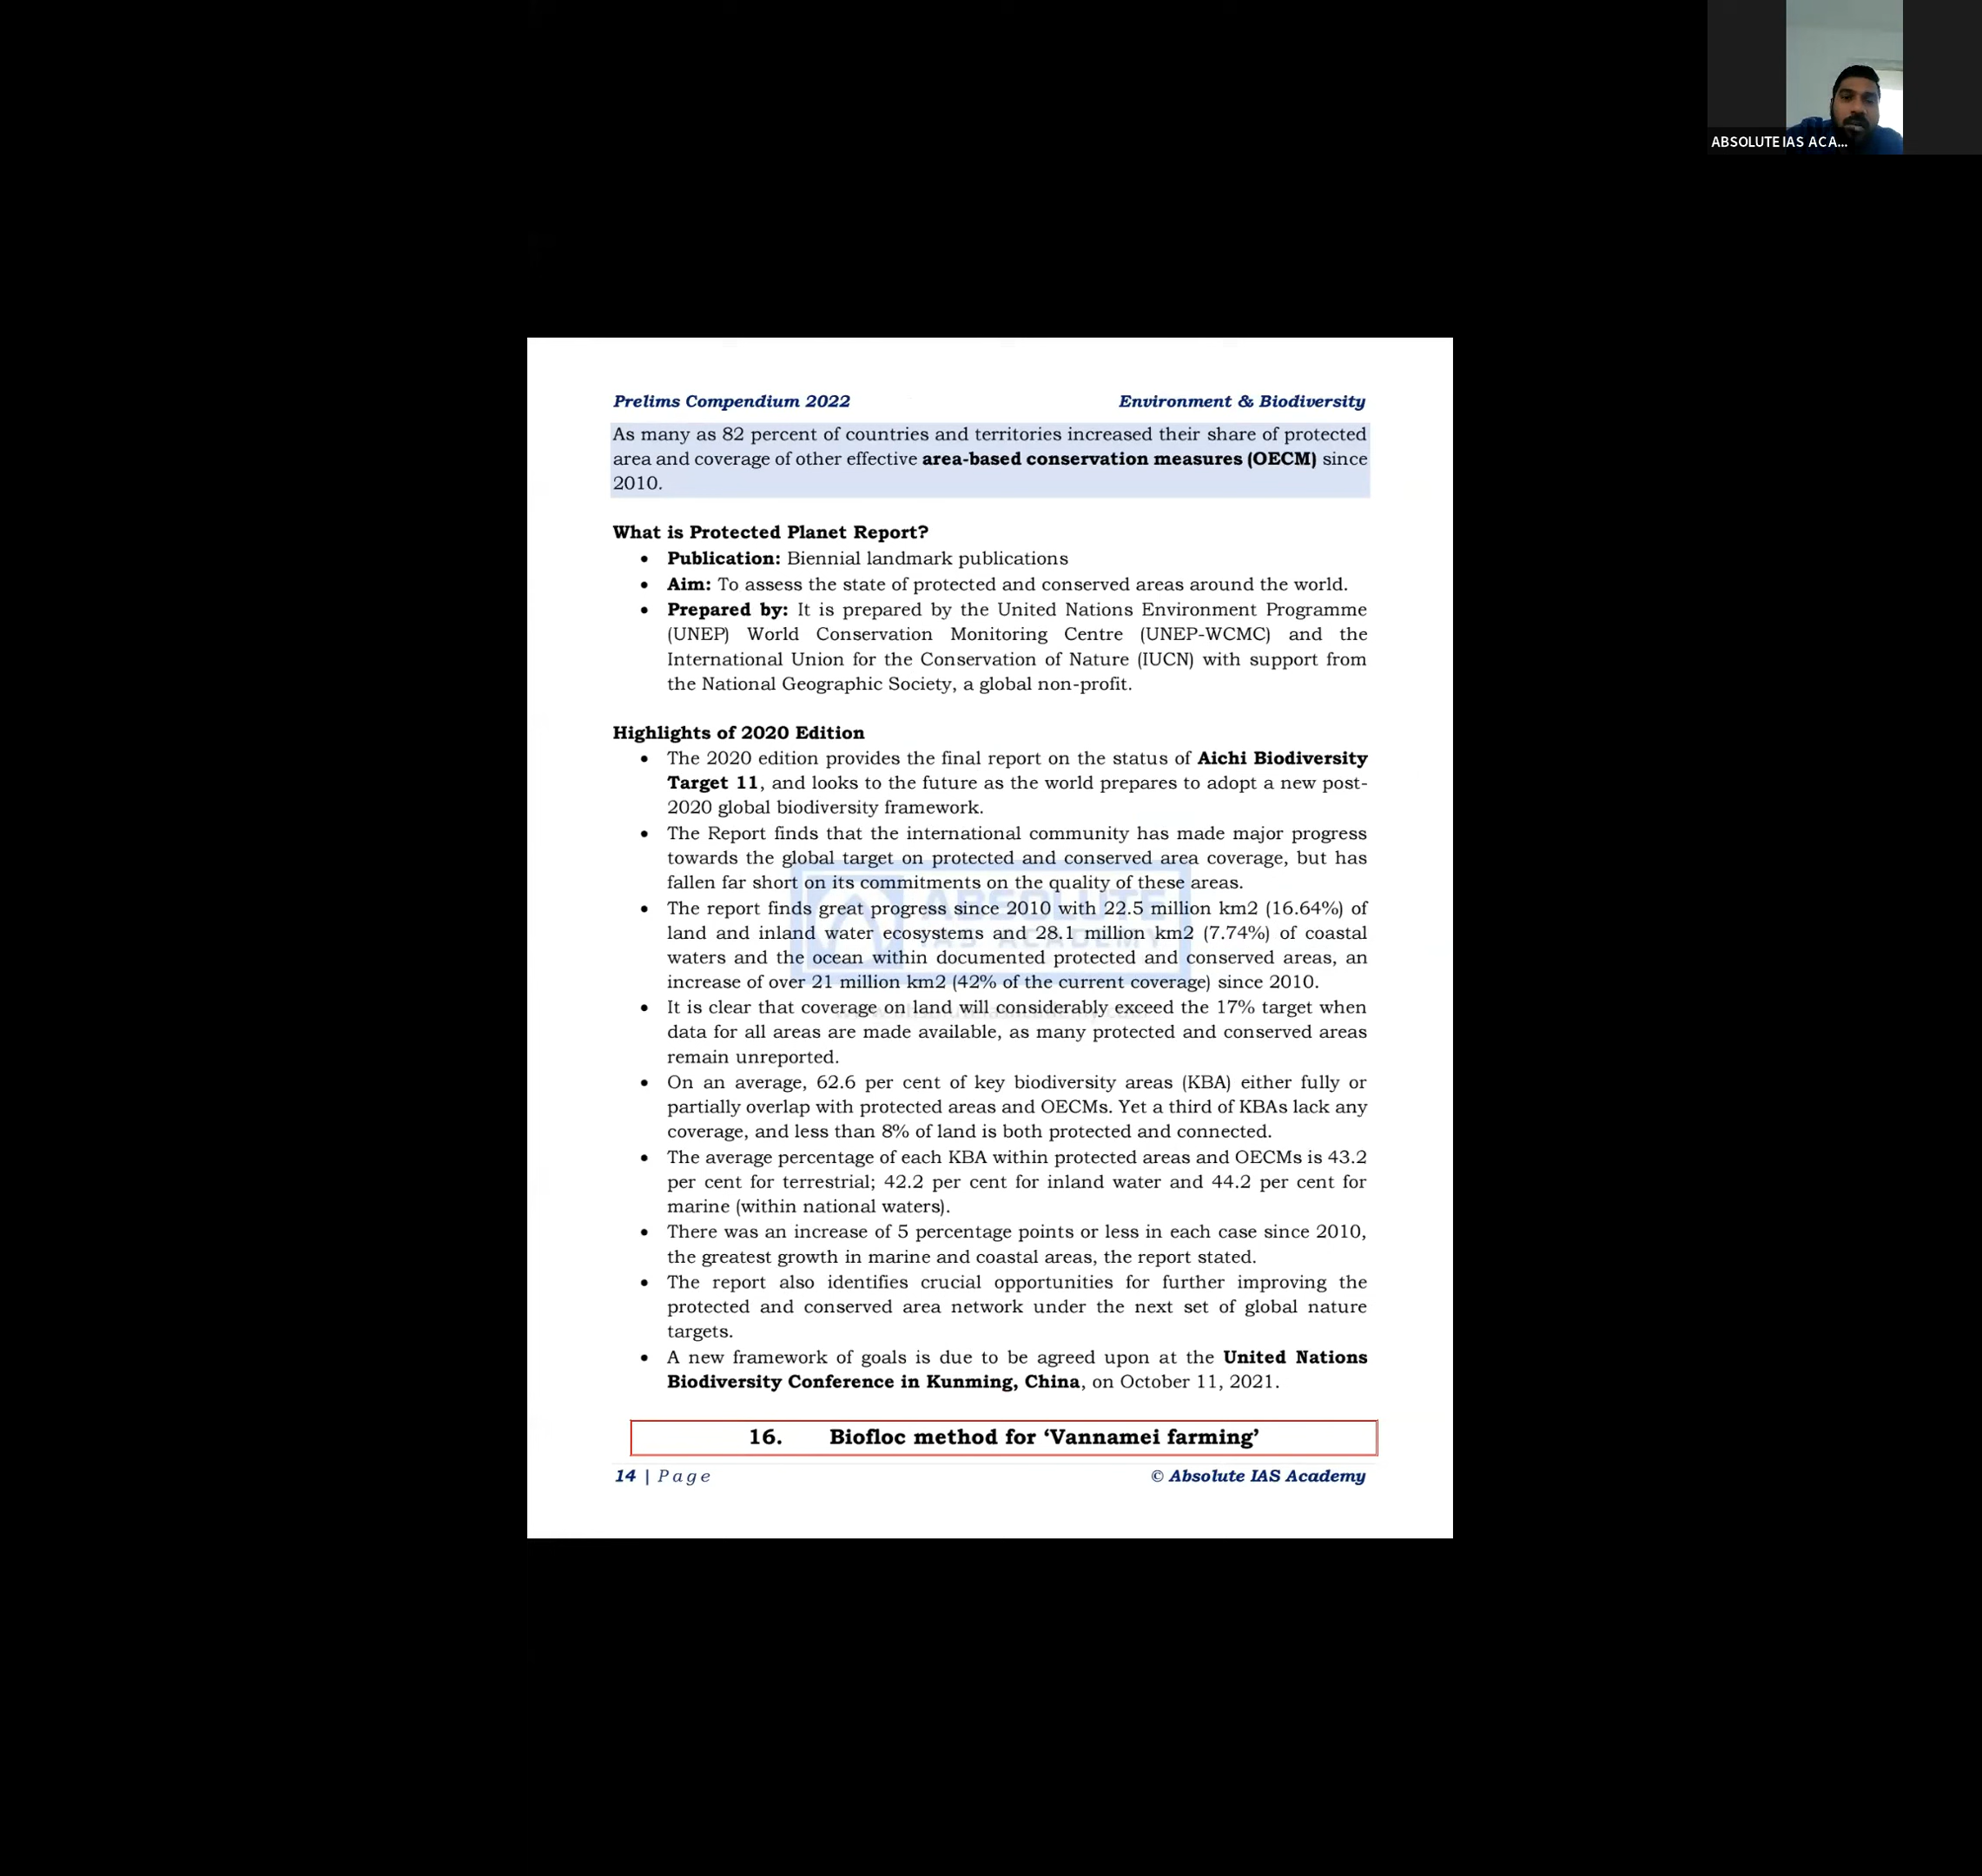 ABSOLUTE IAS ACA...
Prelims Compendium 2022 Environment & Biodiversity
As many as 82 percent of countries and territories increased their share of protected
area and coverage of other effective area-based conservation measures (OECM) since
2010.
What is Protected Planet Report?
• Publication: Biennial landmark publications
• Aim: To assess the state of protected and conserved areas around the world.
• Prepared by: It is prepared by the United Nations Environment Programme
(UNEP) World Conservation Monitoring Centre (UNEP-WCMC) and the
International Union for the Conservation of Nature (IUCN) with support from
the National Geographic Society, a global non-profit.
Highlights of 2020 Edition
• The 2020 edition provides the final report on the status of Aichi Biodiversity
Target 11, and looks to the future as the world prepares to adopt a new post-
2020 global biodiversity framework.
• The Report finds that the international community has made major progress
towards the global target on protected and conserved area coverage, but has
fallen far short on its commitments on the quality of these areas.
• The report finds great progress since 2010 with 22.5 million km2 (16.64%) of
land and inland water ecosystems and 28.1 million km2 (7.74%) of coastal
waters and the ocean within documented protected and conserved areas, an
increase of over 21 million km2 (42% of the current coverage) since 2010.
• It is clear that coverage on land will considerably exceed the 17% target when
data for all areas are made available, as many protected and conserved areas
remain unreported.
• On an average, 62.6 per cent of key biodiversity areas (KBA) either fully or
partially overlap with protected areas and OECMs. Yet a third of KBAs lack any
coverage, and less than 8% of land is both protected and connected.
• The average percentage of each KBA within protected areas and OECMs is 43.2
per cent for terrestrial; 42.2 per cent for inland water and 44.2 per cent for
marine (within national waters).
• There was an increase of 5 percentage points or less in each case since 2010,
the greatest growth in marine and coastal areas, the report stated.
• The report also identifies crucial opportunities for further improving the
protected and conserved area network under the next set of global nature
targets.
• A new framework of goals is due to be agreed upon at the United Nations
Biodiversity Conference in Kunming, China, on October 11, 2021.
ABSOLUTE
IAS ACADEMY
16. Biofloc method for ‘Vannamei farming’
14 | Page © Absolute IAS Academy